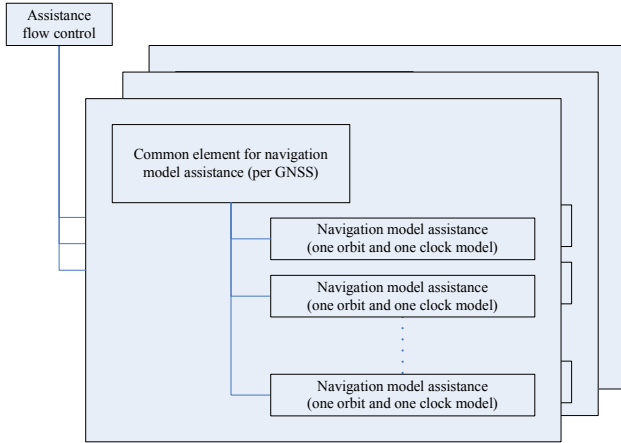 Assistance
flow control
Common element for navigation
model assistance (per GNSS)
Navigation model assistance
(one orbit and one clock model)
Navigation model assistance
(one orbit and one clock model)
Navigation model assistance
(one orbit and one clock model)